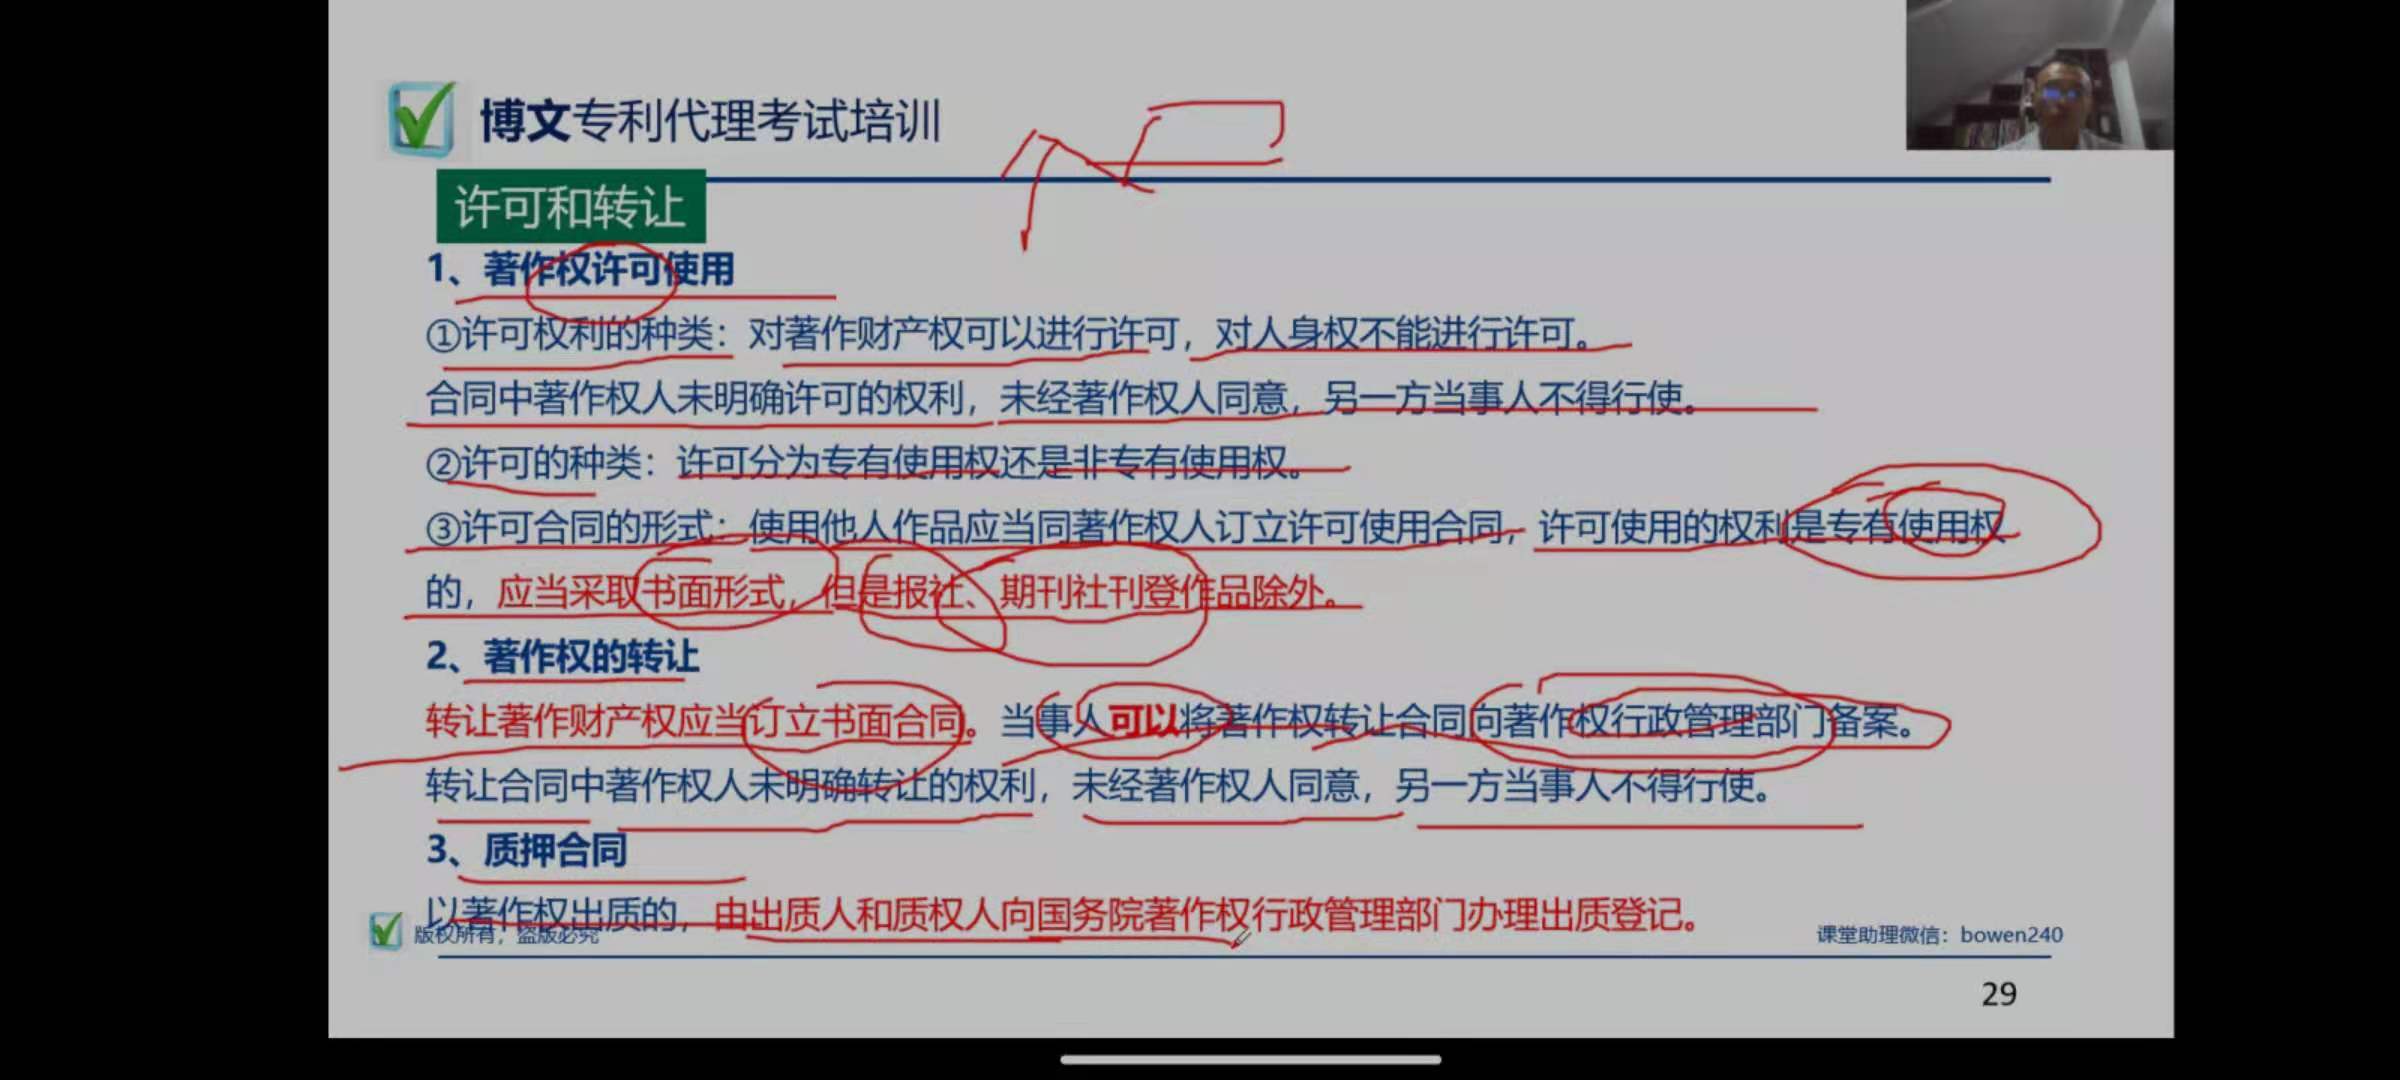 博文专利代理考试培训
许可和转让
1、著作权许可使用
①许可权利的种类：对著作财产权可以进行许可，对人身权不能进行许可。
合同中著作权人未明确许可的权利，未经著作权人同意，另一方当事人不得行使。
②许可的种类：许可分为专有使用权还是非专有使用权。
③许可合同的形式：使用他人作品应当同著作权人订立许可使用合同，许可使用的权利是专有使用权
的，应当采取书面形式，但是报社、期刊社刊登作品除外。
2、著作权的转让
转让著作财产权应当订立书面合同。当事人可以将著作权转让合同向著作权行政管理部门备案。
转让合同中著作权人未明确转让的权利，未经著作权人同意，另一方当事人不得行使。
3、质押合同
以著作权出质的，由出质人和质权人向国务院著作权行政管理部门办理出质登记。
版权所有，盗版必究
课堂助理微信：bowen240
29